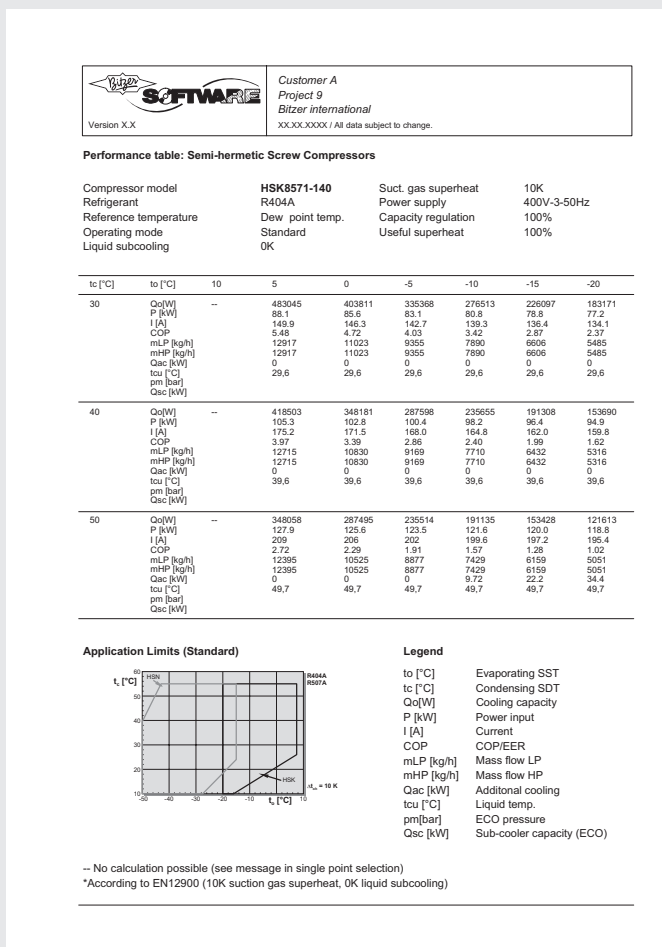 Bitzer
SOFTWARE
Version X.X
Customer A
Project 9
Bitzer international
XX.XX.XXXX / All data subject to change.
Performance table: Semi-hermetic Screw Compressors
Compressor model HSK8571-140 Suct. gas superheat 10K
Refrigerant R404A Power supply 400V-3-50Hz
Reference temperature Dew point temp. Capacity regulation 100%
Operating mode Standard Useful superheat 100%
Liquid subcooling 0K
tc [°C] to [°C] 10 5 0 -5 -10 -15 -20
30 Qo[W] -- 483045 403811 335368 276513 226097 183171
P [kW] 88.1 85.6 83.1 80.8 78.8 77.2
I [A] 149.9 146.3 142.7 139.3 136.4 134.1
COP 5.48 4.72 4.03 3.42 2.87 2.37
mLP [kg/h] 12917 11023 9355 7890 6606 5485
mHP [kg/h] 12917 11023 9355 7890 6606 5485
Qac [kW] 0 0 0 0 0 0
tcu [°C] 29,6 29,6 29,6 29,6 29,6 29,6
pm [bar]
Qsc [kW]
40 Qo[W] -- 418503 348181 287598 235655 191308 153690
P [kW] 105.3 102.8 100.4 98.2 96.4 94.9
I [A] 175.2 171.5 168.0 164.8 162.0 159.8
COP 3.97 3.39 2.86 2.40 1.99 1.62
mLP [kg/h] 12715 10830 9169 7710 6432 5316
mHP [kg/h] 12715 10830 9169 7710 6432 5316
Qac [kW] 0 0 0 0 0 0
tcu [°C] 39,6 39,6 39,6 39,6 39,6 39,6
pm [bar]
Qsc [kW]
50 Qo[W] -- 348058 287495 235514 191135 153428 121613
P [kW] 127.9 125.6 123.5 121.6 120.0 118.8
I [A] 209 206 202 199.6 197.2 195.4
COP 2.72 2.29 1.91 1.57 1.28 1.02
mLP [kg/h] 12395 10525 8877 7429 6159 5051
mHP [kg/h] 12395 10525 8877 7429 6159 5051
Qac [kW] 0 0 0 9.72 22.2 34.4
tcu [°C] 49,7 49,7 49,7 49,7 49,7 49,7
pm [bar]
Qsc [kW]
Application Limits (Standard)
60
HSN
R404A
R507A
tc [°C]
50
40
30
20
HSK
= 10 K
10
-50 -40 -30 -20 -10 to [°C] 10
Legend
to [°C] Evaporating SST
tc [°C] Condensing SDT
Qo[W] Cooling capacity
P [kW] Power input
I [A] Current
COP COP/EER
mLP [kg/h] Mass flow LP
mHP [kg/h] Mass flow HP
Qac [kW] Additonal cooling
tcu [°C] Liquid temp.
pm[bar] ECO pressure
Qsc [kW] Sub-cooler capacity (ECO)
-- No calculation possible (see message in single point selection)
*According to EN12900 (10K suction gas superheat, 0K liquid subcooling)